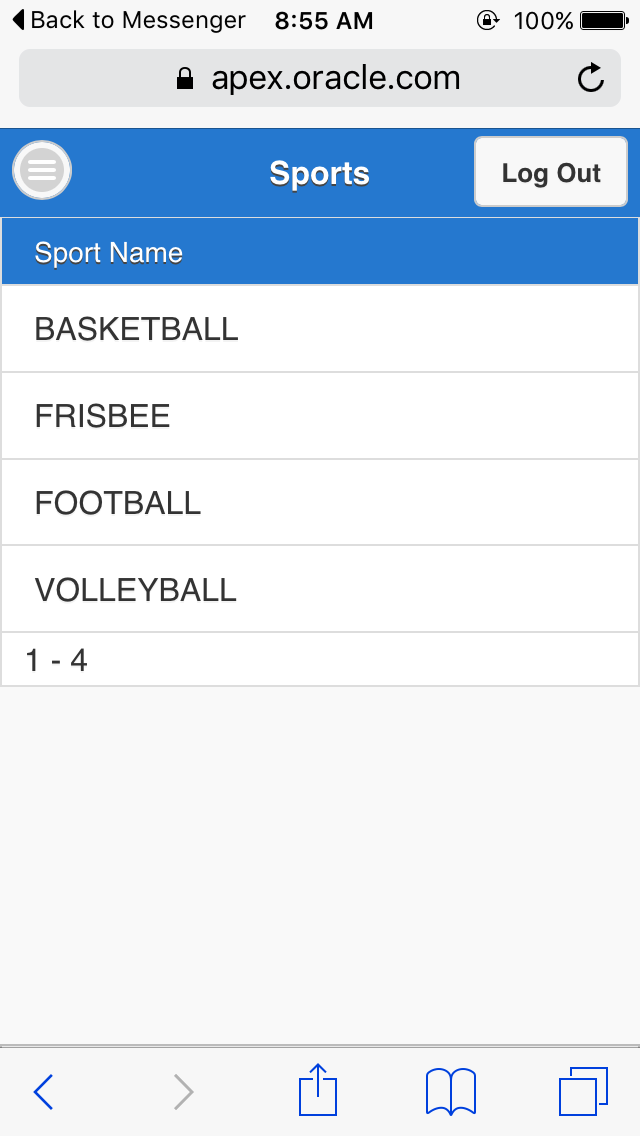 Back to Messenger 8:55 AM 100%
apex.oracle.com
Sports Log Out
Sport Name
BASKETBALL
FRISBEE
FOOTBALL
VOLLEYBALL
1 - 4